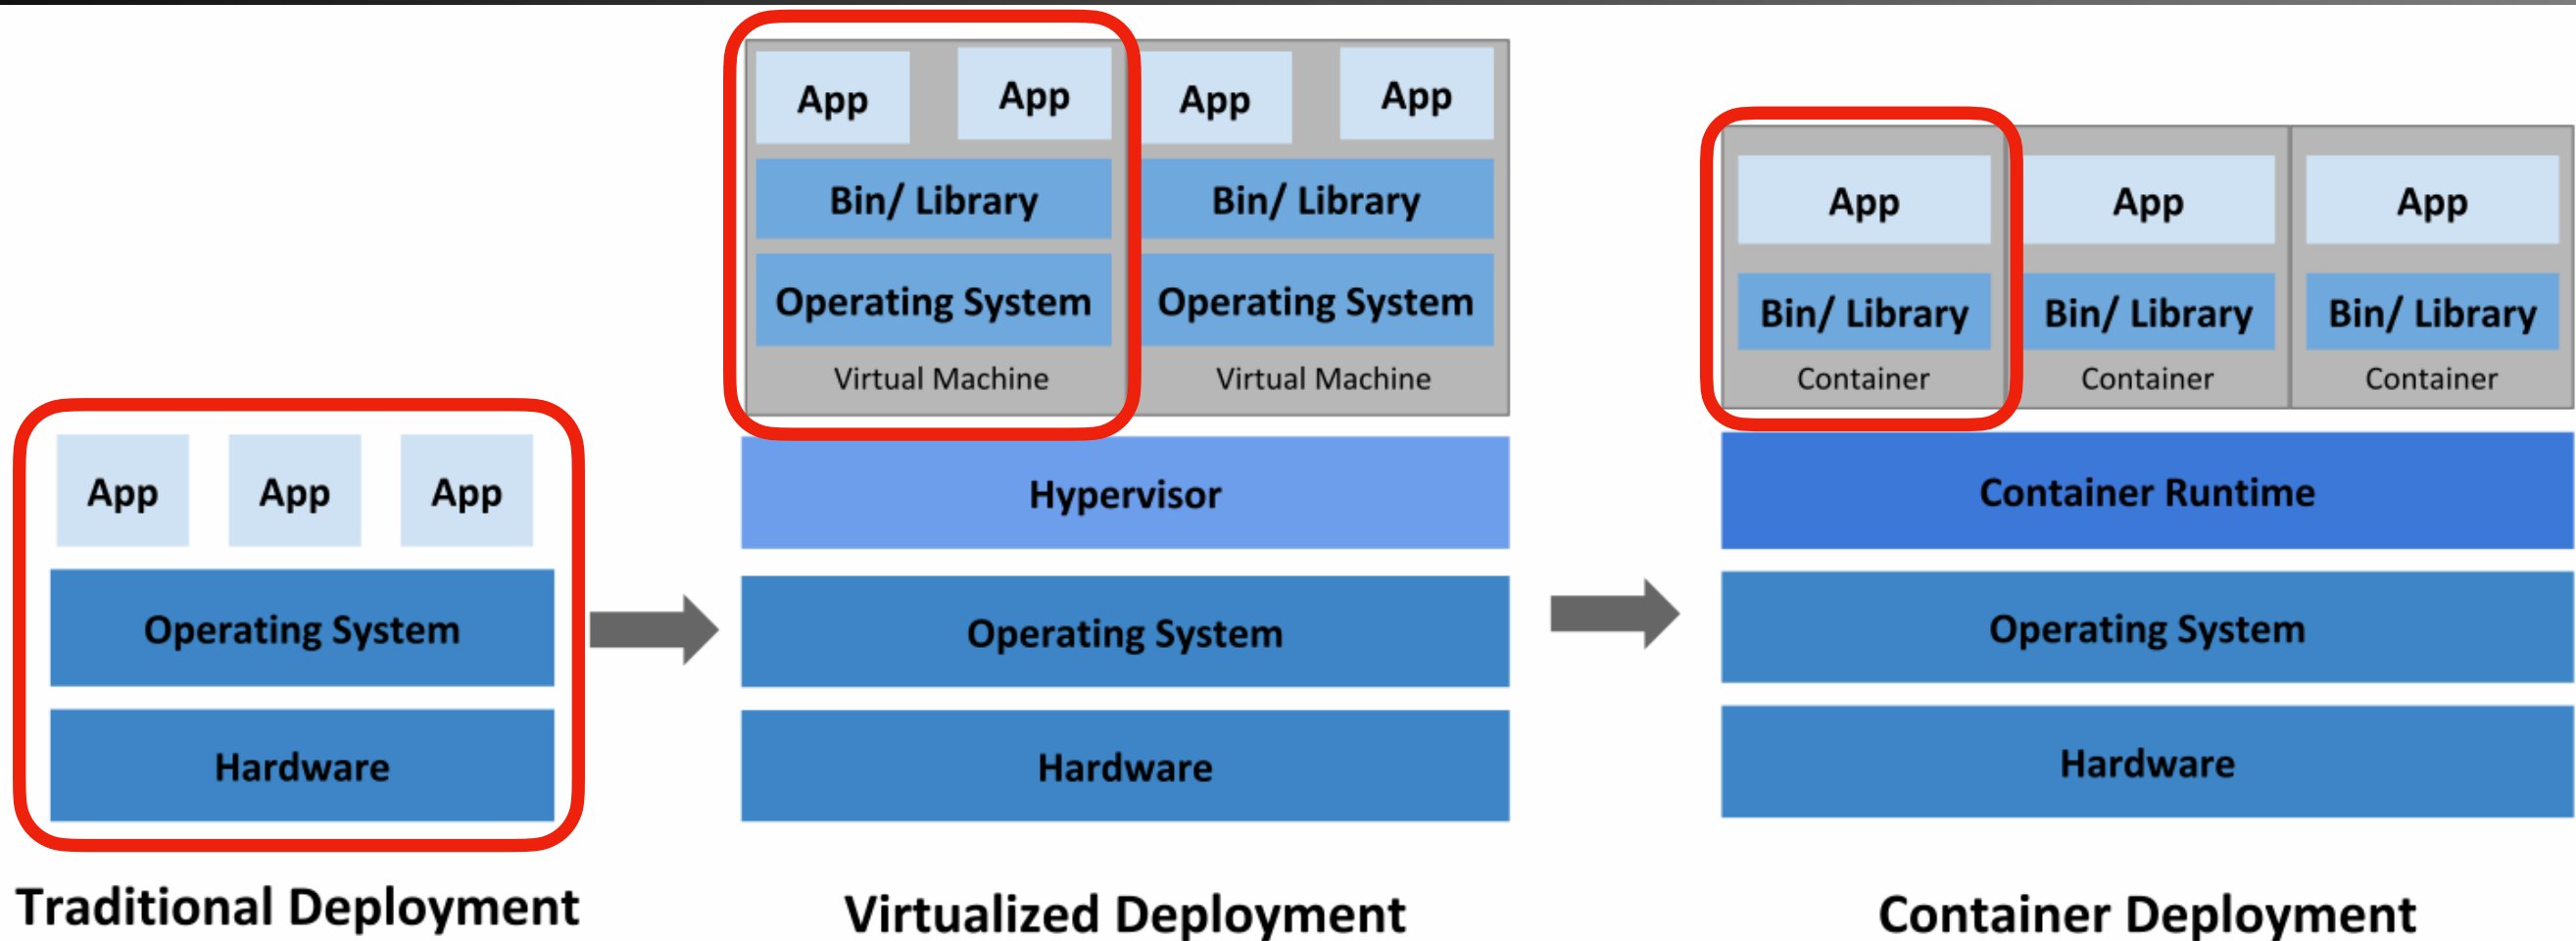 App
App
App
Operating System
Hardware
Traditional Deployment
App
App
App
App
Bin/ Library
Bin/ Library
Operating System
Operating System
Virtual Machine
Virtual Machine
Hypervisor
Operating System
Hardware
Virtualized Deployment
App
App
App
Bin/ Library
Bin/ Library
Bin/ Library
Container
Container
Container
Container Runtime
Operating System
Hardware
Container Deployment